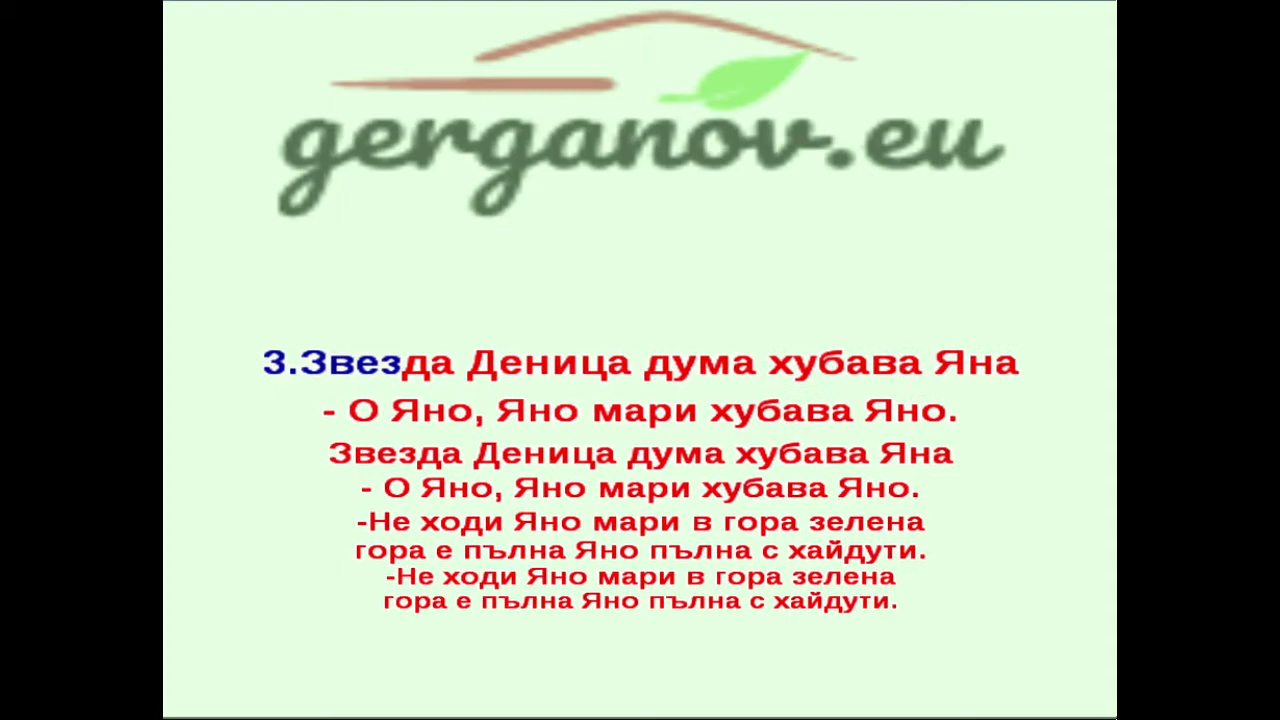 gerganov.eu
3.Звезда Деница дума хубава Яна
- О Яно, Яно мари хубава Яно.
Звезда Деница дума хубава Яна
- О Яно, Яно мари хубава Яно.
-Не ходи Яно мари в гора зелена
гора е пълна Яно пълна с хайдути.
-Не ходи Яно мари в гора зелена
гора е пълна Яно пълна с хайдути.